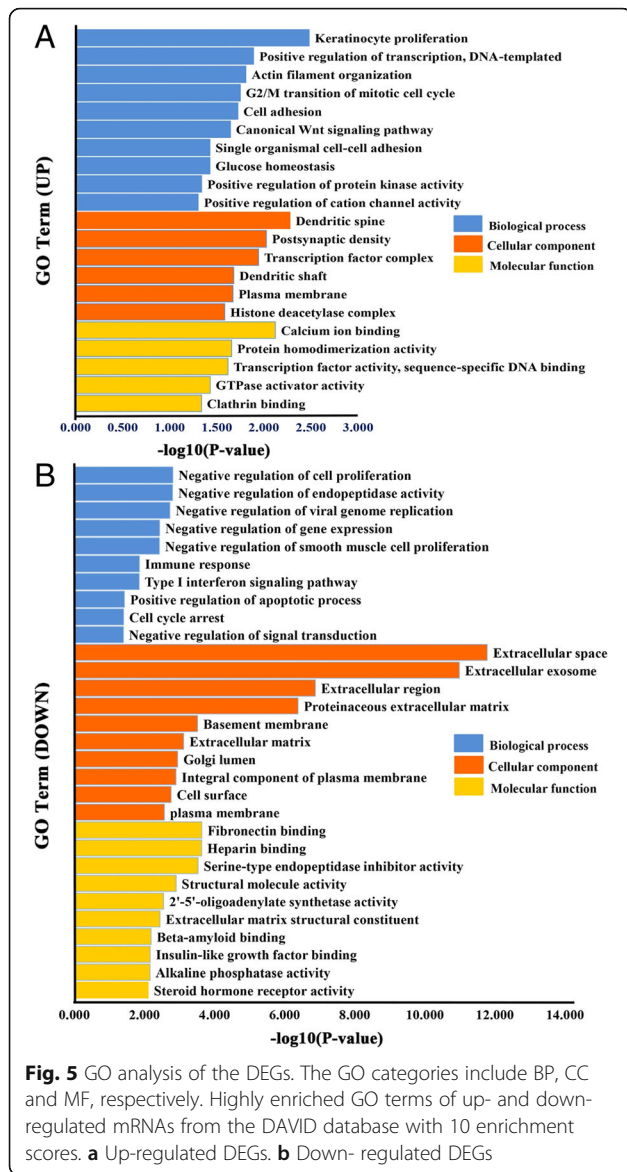 A
GO Term (UP)
Keratinocyte proliferation
Positive regulation of transcription, DNA-templated
Actin filament organization
G2/M transition of mitotic cell cycle
Cell adhesion
Canonical Wnt signaling pathway
Single organismal cell-cell adhesion
Glucose homeostasis
Positive regulation of protein kinase activity
Positive regulation of cation channel activity
Dendritic spine
Postsynaptic density
Transcription factor complex
Dendritic shaft
Plasma membrane
Histone deacetylase complex
Calcium ion binding
Protein homodimerization activity
Transcription factor activity, sequence-specific DNA binding
GTPase activator activity
Clathrin binding
Biological process
Cellular component
Molecular function
0.000 0.500 1.000 1.500 2.000 2.500 3.000
-log10(P-value)
B
GO Term (DOWN)
Negative regulation of cell proliferation
Negative regulation of endopeptidase activity
Negative regulation of viral genome replication
Negative regulation of gene expression
Negative regulation of smooth muscle cell proliferation
Immune response
Type I interferon signaling pathway
Positive regulation of apoptotic process
Cell cycle arrest
Negative regulation of signal transduction
Extracellular space
Extracellular exosome
Extracellular region
Proteinaceous extracellular matrix
Basement membrane
Extracellular matrix
Golgi lumen
Integral component of plasma membrane
Cell surface
plasma membrane
Fibronectin binding
Heparin binding
Serine-type endopeptidase inhibitor activity
Structural molecule activity
2'-5'-oligoadenylate synthetase activity
Extracellular matrix structural constituent
Beta-amyloid binding
Insulin-like growth factor binding
Alkaline phosphatase activity
Steroid hormone receptor activity
Biological process
Cellular component
Molecular function
0.000 2.000 4.000 6.000 8.000 10.000 12.000 14.000
-log10(P-value)
Fig. 5 GO analysis of the DEGs. The GO categories include BP, CC
and MF, respectively. Highly enriched GO terms of up- and down-
regulated mRNAs from the DAVID database with 10 enrichment
scores. a Up-regulated DEGs. b Down- regulated DEGs